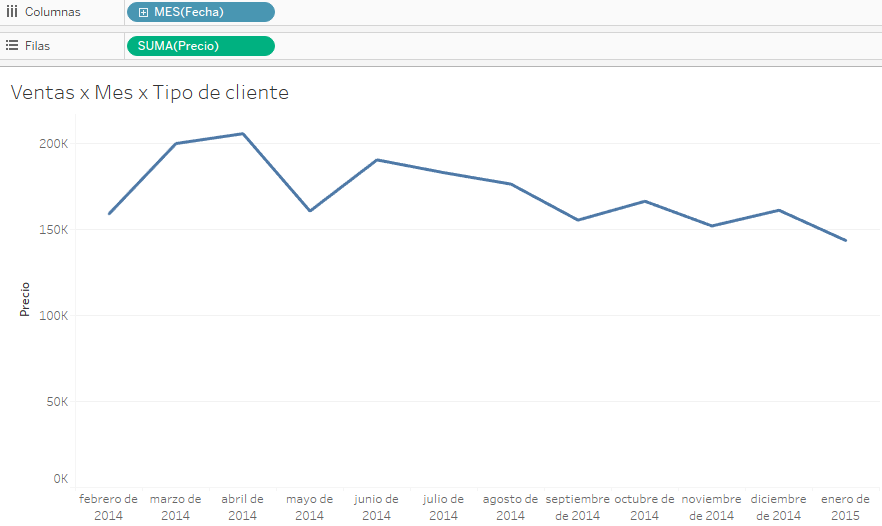 Columnas
MES(Fecha)
Filas
SUMA(Precio)
Ventas x Mes x Tipo de cliente
200K
150K
100K
50K
0K
Precio
febrero de 2014
marzo de 2014
abril de 2014
mayo de 2014
junio de 2014
julio de 2014
agosto de 2014
septiembre de 2014
octubre de 2014
noviembre de 2014
diciembre de 2014
enero de 2015